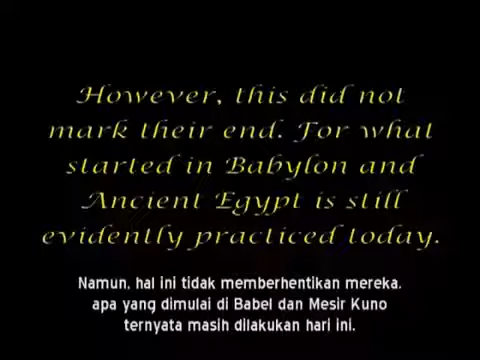 However, this did not
mark their end. For what
started in Babylon and
Ancient Egypt is still
evidently practiced today.
Namun, hal ini tidak memberhentikan mereka.
apa yang dimulai di Babel dan Mesir Kuno
ternyata masih dilakukan hari ini.